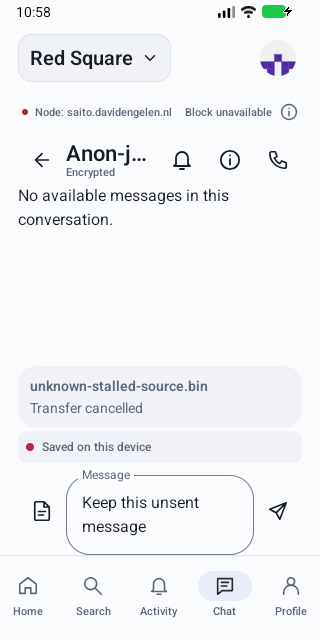 10:58
Red Square
Node: saito.davidengelen.nl Block unavailable
Anon-j...
Encrypted
No available messages in this
conversation.
unknown-stalled-source.bin
Transfer cancelled
Saved on this device
Message
Keep this unsent
message
Home Search Activity Chat Profile